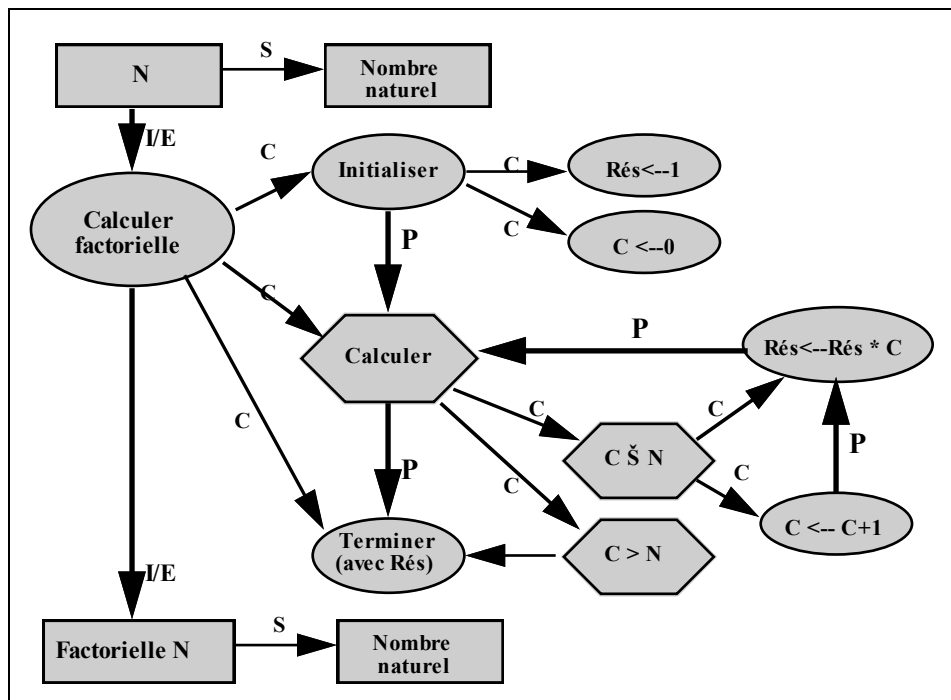 N
S
Nombre
naturel
I/E
C
Initialiser
C
Rés<--1
Calculer
factorielle
C
C <--0
P
C
Calculer
P
Rés<--Rés * C
C
C
C
P
P
C Š N
C
C
C <-- C+1
Terminer
(avec Rés)
C > N
I/E
Factorielle N
S
Nombre
naturel